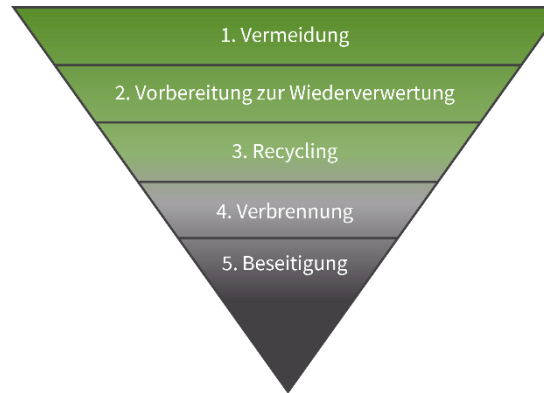 1. Vermeidung
2. Vorbereitung zur Wiederverwertung
3. Recycling
4. Verbrennung
5. Beseitigung